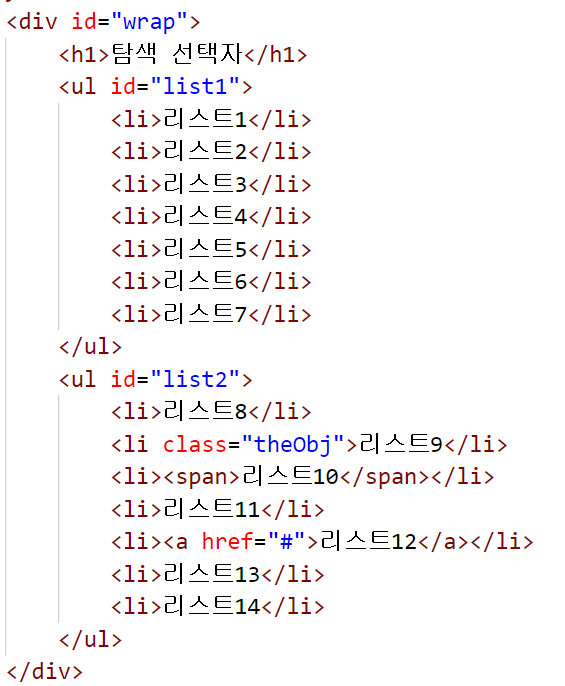 <div id="wrap">
<h1>탐색 선택자</h1>
<ul id="list1">
<li>리스트1</li>
<li>리스트2</li>
<li>리스트3</li>
<li>리스트4</li>
<li>리스트5</li>
<li>리스트6</li>
<li>리스트7</li>
</ul>
<ul id="list2">
<li>리스트8</li>
<li class="theObj">리스트9</li>
<li><span>리스트10</span></li>
<li>리스트11</li>
<li><a href="#">리스트12</a></li>
<li>리스트13</li>
<li>리스트14</li>
</ul>
</div>